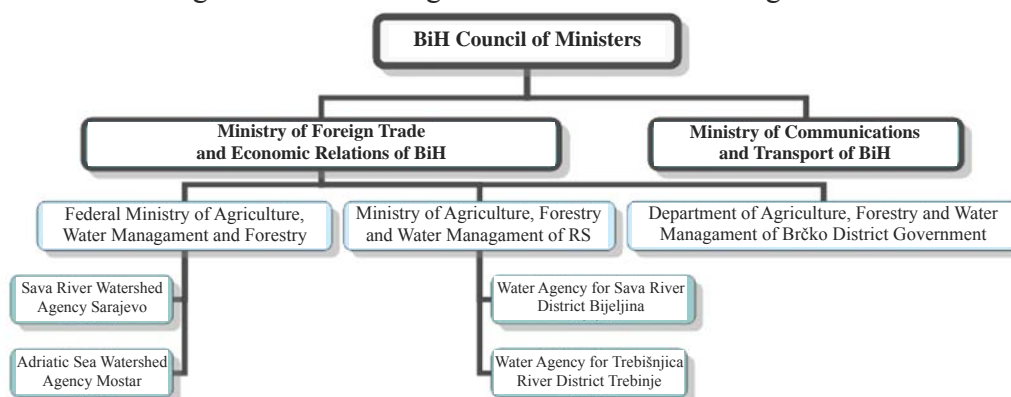 BiH Council of Ministers
Ministry of Foreign Trade
and Economic Relations of BiH
Ministry of Communications
and Transport of BiH
Federal Ministry of Agriculture,
Water Managament and Forestry
Ministry of Agriculture, Forestry
and Water Managament of RS
Department of Agriculture, Forestry and Water
Managament of Brčko District Government
Sava River Watershed
Agency Sarajevo
Water Agency for Sava River
District Bijeljina
Adriatic Sea Watershed
Agency Mostar
Water Agency for Trebišnjica
River District Trebinje